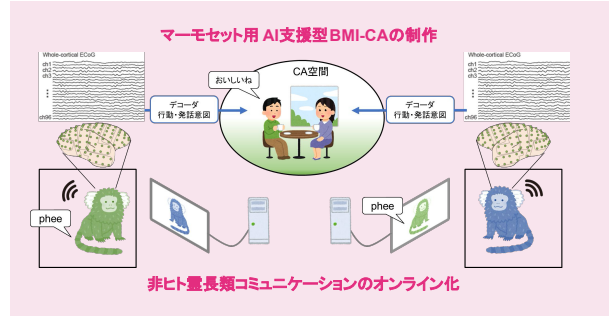 マーモセット用 AI支援型 BMI-CAの制作
Whole-cortical ECoG
ch1
ch2
ch3
ch96
デコーダ
行動・発話意図
おいしいね
CA空間
デコーダ
行動・発話意図
Whole-cortical ECoG
ch1
ch2
ch3
ch96
phee
phee
非ヒト霊長類コミュニケーションのオンライン化